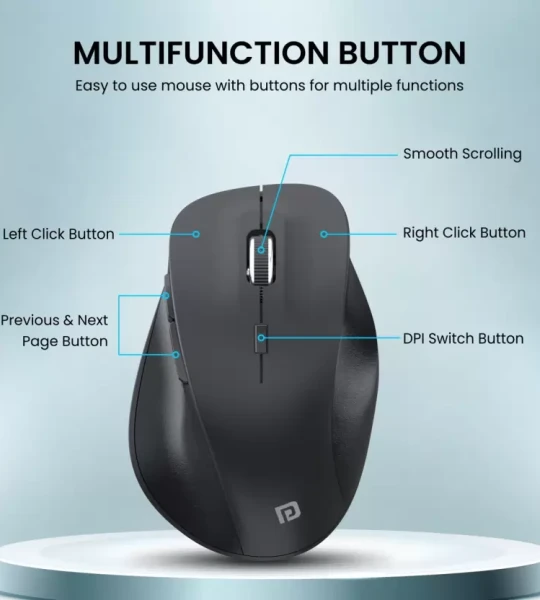 MULTIFUNCTION BUTTON
Easy to use mouse with buttons for multiple functions
Smooth Scrolling
Left Click Button
Right Click Button
Previous & Next
Page Button
DPI Switch Button